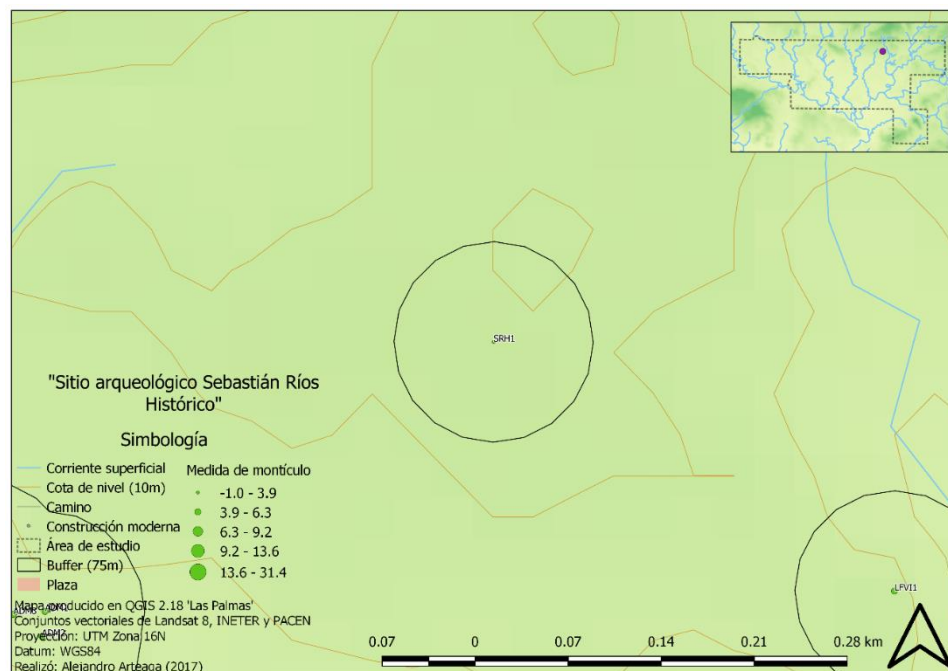 SRH1
"Sitio arqueológico Sebastián Ríos
Histórico"
Simbología
Corriente superficial
Cota de nivel (10m)
Camino
Construcción moderna
Área de estudio
Buffer (75m)
Plaza
Medida de montículo
-1.0 - 3.9
3.9 - 6.3
6.3 - 9.2
9.2 - 13.6
13.6 - 31.4
LFVI1
ADM2
Mapa producido en QGIS 2.18 'Las Palmas'
Conjuntos vectoriales de Landsat 8, INETER y PACEN
Proyección: UTM Zona 16N
Datum: WGS84
Realizó: Alejandro Arteaga (2017)
0.07 0 0.07 0.14 0.21 0.28 km